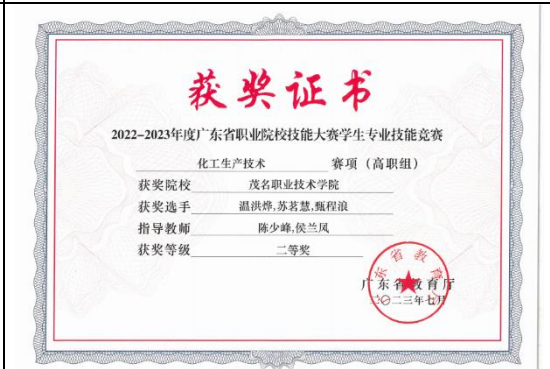 获奖证书
2022-2023年度广东省职业院校技能大赛学生专业技能竞赛
化工生产技术 赛项（高职组）
获奖院校 茂名职业技术学院
获奖选手 温洪烨,苏茗慧,甄程浪
指导教师 陈少峰,侯兰凤
获奖等级 二等奖
广东省教育厅
二〇二三年七月